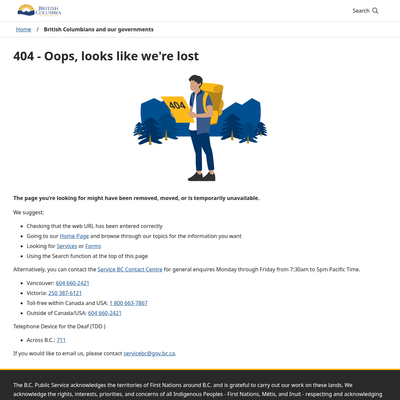 BRITISH
COLUMBIA
Search
Home / British Columbians and our governments
404 - Oops, looks like we're lost
404
The page you're looking for might have been removed, moved, or is temporarily unavailable.
We suggest:
Checking that the web URL has been entered correctly
Going to our Home Page and browse through our topics for the information you want
Looking for Services or Forms
Using the Search function at the top of this page
Alternatively, you can contact the Service BC Contact Centre for general enquires Monday through Friday from 7:30am to 5pm Pacific Time.
Vancouver: 604 660-2421
Victoria: 250 387-6121
Toll-free within Canada and USA: 1 800 663-7867
Outside of Canada/USA: 604 660-2421
Telephone Device for the Deaf (TDD )
Across B.C.: 711
If you would like to email us, please contact servicebc@gov.bc.ca.
The B.C. Public Service acknowledges the territories of First Nations around B.C. and is grateful to carry out our work on these lands. We
acknowledge the rights, interests, priorities, and concerns of all Indigenous Peoples - First Nations, Métis, and Inuit - respecting and acknowledging